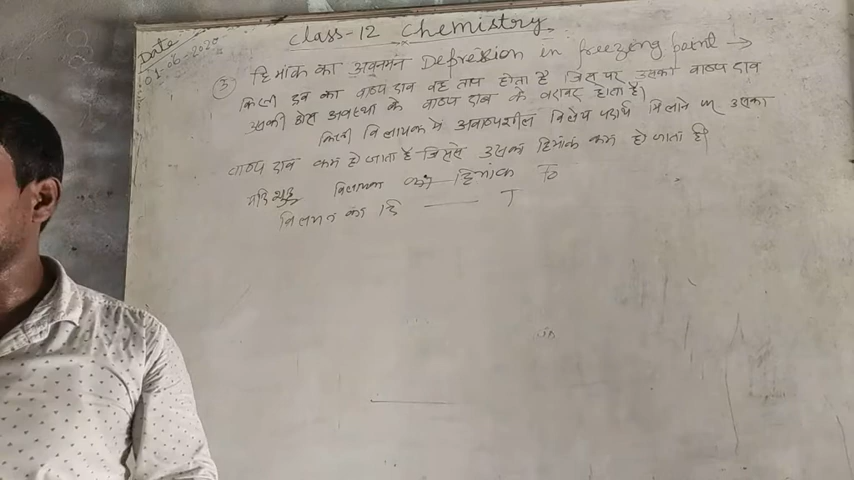 Class-12 Chemistry
Date
01-06-2020
③ हिमांक का अवनमन Depression in freezing point →
किसी द्रव का वाष्प दाब वह ताप होता है जिस पर उसका वाष्प दाब
उसकी ठोस अवस्था के वाष्प दाब के बराबर होता है।
किसी विलायक मे अवाष्पशील विलेय पदार्थ मिलाने पर उसका
वाष्प दाब कम हो जाता है जिससे उसका हिमांक कम हो जाता है।
यदि शुद्ध विलायक का हिमांक To
विलयन का हि —— T